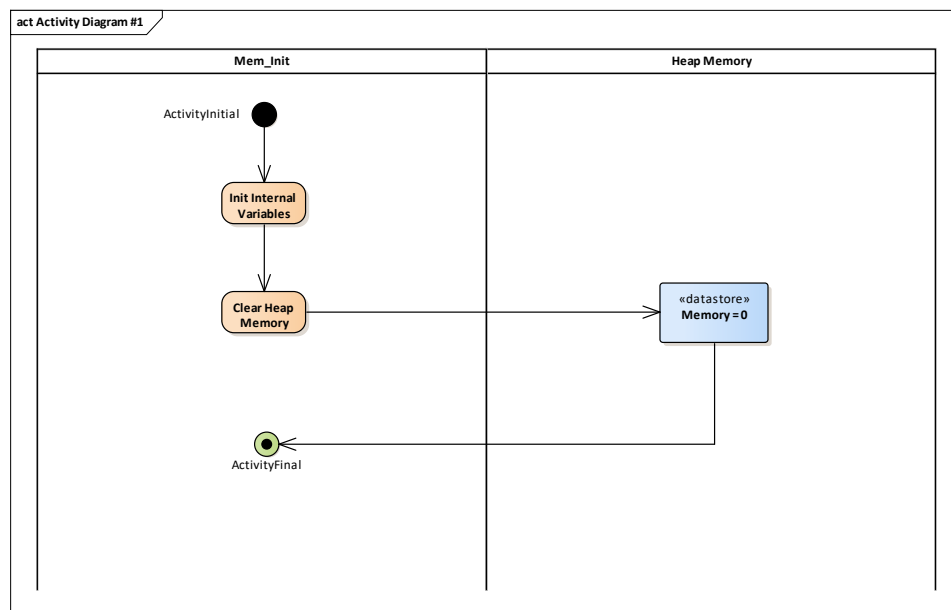 act Activity Diagram #1
Mem_Init
Heap Memory
ActivityInitial
Init Internal
Variables
Clear Heap
Memory
«datastore»
Memory = 0
ActivityFinal